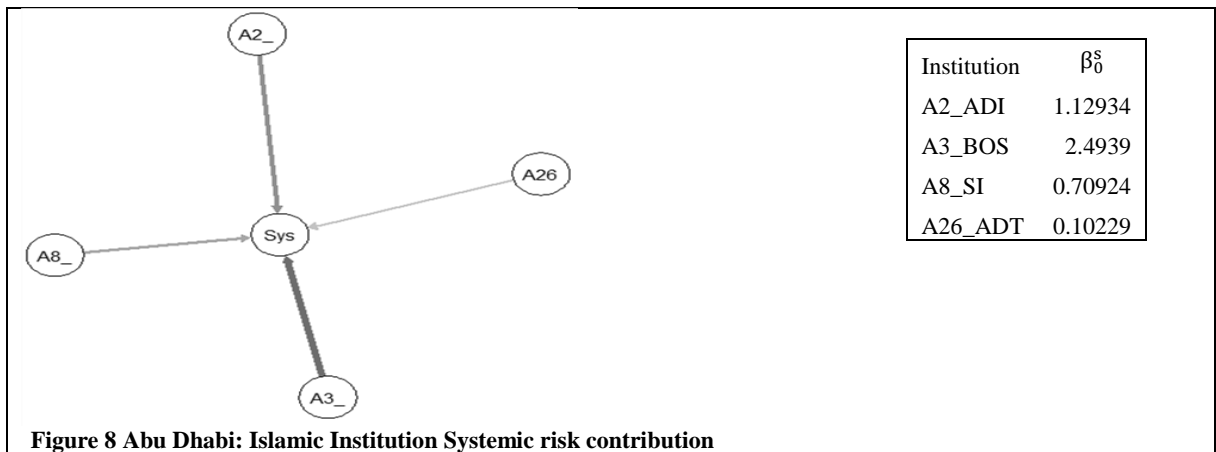 A2_
A26
Sys
A8_
A3_
Institution β₀ˢ
A2_ADI 1.12934
A3_BOS 2.4939
A8_SI 0.70924
A26_ADT 0.10229
Figure 8 Abu Dhabi: Islamic Institution Systemic risk contribution